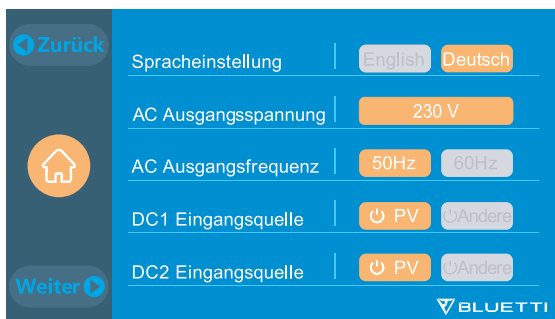 Zurück
Spracheinstellung English Deutsch
AC Ausgangsspannung 230 V
AC Ausgangsfrequenz 50Hz 60Hz
DC1 Eingangsquelle PV Andere
DC2 Eingangsquelle PV Andere
Weiter
BLUETTI